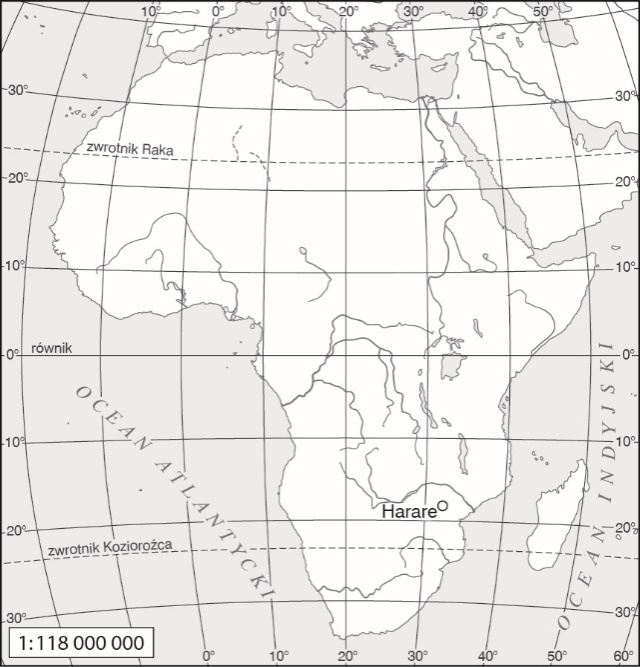 10° 0° 10° 20° 30° 40° 50°
30° 30°
zwrotnik Raka
20° 20°
10° 10°
równik
0° 0°
OCEAN ATLANTYCKI
OCEAN INDYJSKI
10° 10°
Harare
20° 20°
zwrotnik Koziorożca
30° 30°
1:118 000 000
0° 10° 20° 30° 40° 50° 60°